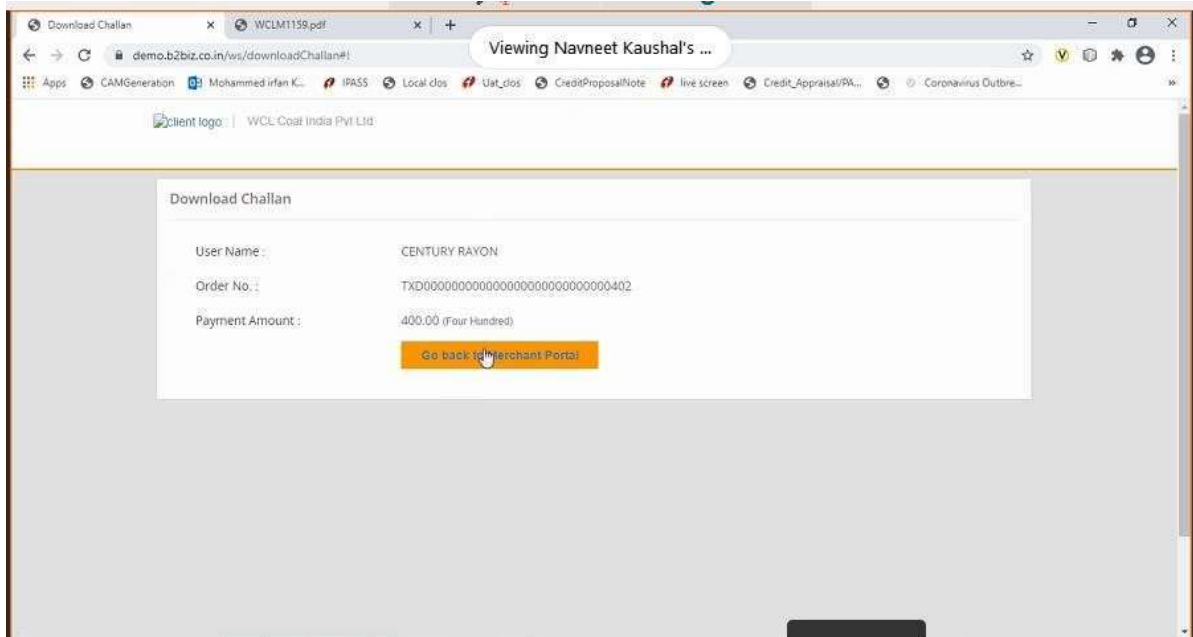 Download Challan
WCLM1159.pdf
Viewing Navneet Kaushal's ...
demo.b2biz.co.in/ws/downloadChallan#!
Apps CAMGeneration Mohammed irfan K... IPASS Local clos Uat_clos CreditProposalNote live screen Credit_Appraisal/PA... Coronavirus Outbre...
client logo | WCL Coal India Pvt Ltd
Download Challan
User Name : CENTURY RAYON
Order No. :
Payment Amount : 400.00 (Four Hundred)
Go back to Merchant Portal